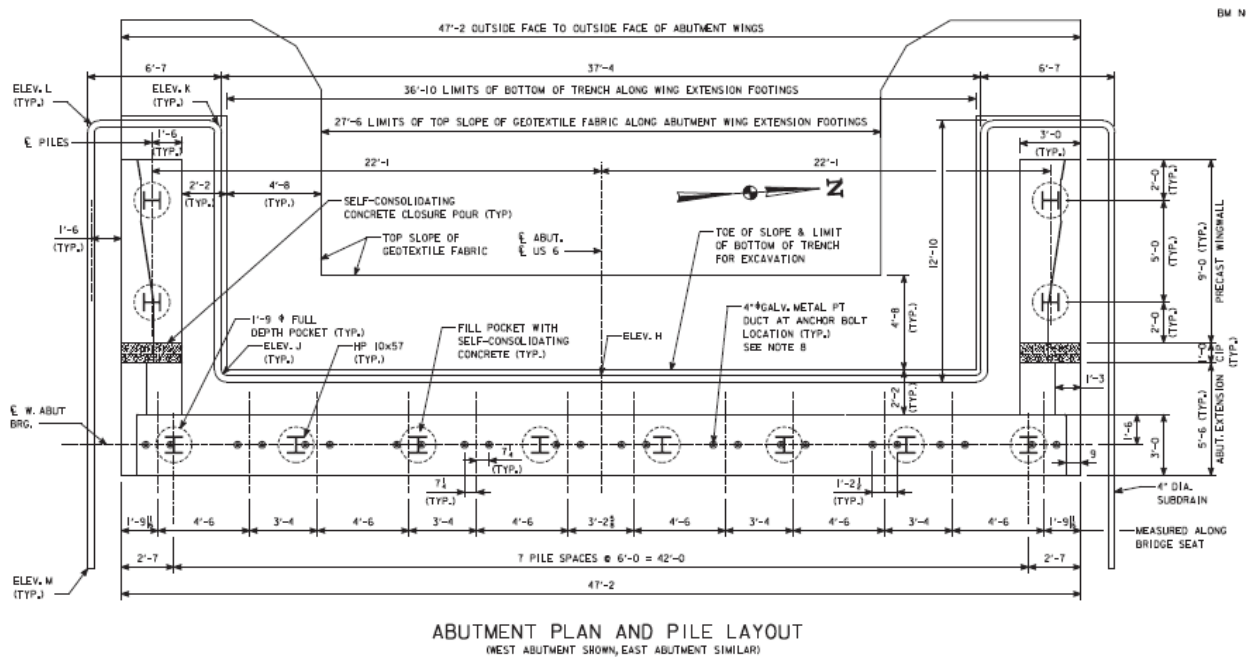 BM N
47'-2 OUTSIDE FACE TO OUTSIDE FACE OF ABUTMENT WINGS
6'-7
37'-4
6'-7
ELEV. L
(TYP.)
ELEV. K
(TYP.)
36'-10 LIMITS OF BOTTOM OF TRENCH ALONG WING EXTENSION FOOTINGS
27'-6 LIMITS OF TOP SLOPE OF GEOTEXTILE FABRIC ALONG ABUTMENT WING EXTENSION FOOTINGS
℄ PILES
1'-6
(TYP.)
3'-0
(TYP.)
22'-1
22'-1
2'-2
(TYP.)
4'-8
(TYP.)
N
SELF-CONSOLIDATING
CONCRETE CLOSURE POUR (TYP)
TOP SLOPE OF
GEOTEXTILE FABRIC
℄ ABUT.
℄ US 6
TOE OF SLOPE & LIMIT
OF BOTTOM OF TRENCH
FOR EXCAVATION
12'-10
2'-0
(TYP.)
5'-0
(TYP.)
2'-0
(TYP.)
9'-0 (TYP.)
PRECAST WINGWALL
1'-6
(TYP.)
1'-9 Φ FULL
DEPTH POCKET (TYP.)
ELEV. J
(TYP.)
HP 10x57
(TYP.)
FILL POCKET WITH
SELF-CONSOLIDATING
CONCRETE (TYP.)
ELEV. H
4"ΦGALV. METAL PT
DUCT AT ANCHOR BOLT
LOCATION (TYP.)
SEE NOTE 8
4'-8
(TYP.)
1'-0
CIP
(TYP.)
1'-3
2'-2
(TYP.)
℄ W. ABUT
BRG.
1'-6
3'-0
5'-6 (TYP.)
ABUT. EXTENSION
9
7¼
(TYP.)
7¼
(TYP.)
1'-2½
(TYP.)
4" DIA.
SUBDRAIN
1'-9
4'-6
3'-4
4'-6
3'-4
4'-6
3'-2
4'-6
3'-4
4'-6
3'-4
4'-6
1'-9
MEASURED ALONG
BRIDGE SEAT
2'-7
7 PILE SPACES @ 6'-0 = 42'-0
2'-7
ELEV. M
(TYP.)
47'-2
ABUTMENT PLAN AND PILE LAYOUT
(WEST ABUTMENT SHOWN, EAST ABUTMENT SIMILAR)